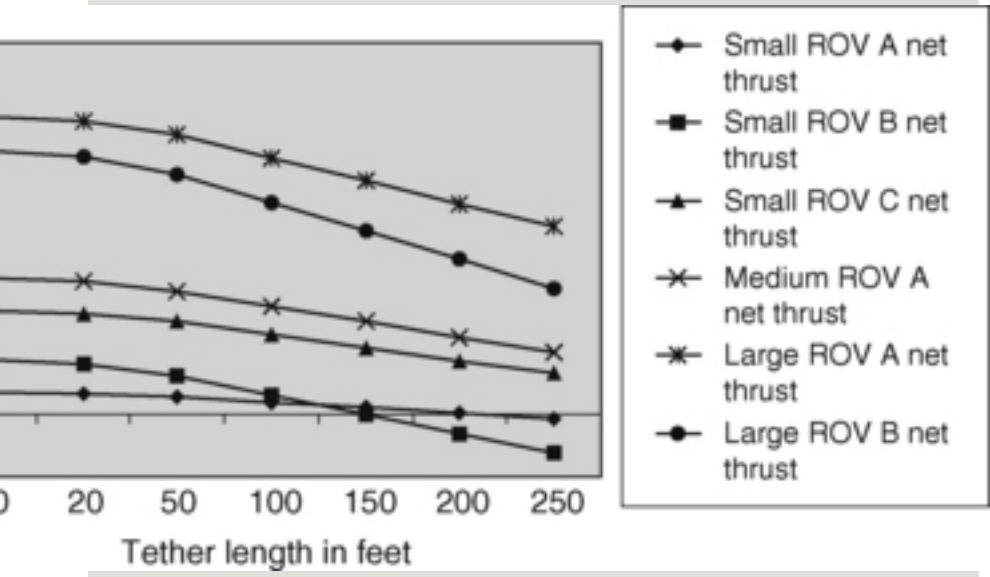 Small ROV A net
thrust
Small ROV B net
thrust
Small ROV C net
thrust
Medium ROV A
net thrust
Large ROV A net
thrust
Large ROV B net
thrust
20 50 100 150 200 250
Tether length in feet